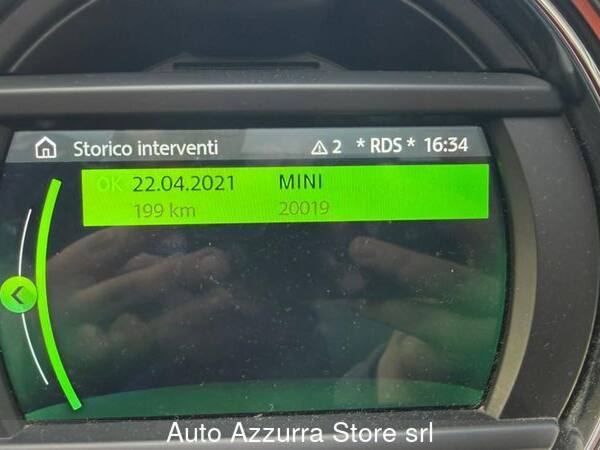 Storico interventi ⚠ 2 * RDS * 16:34
OK 22.04.2021 MINI
199 km 20019
Auto Azzurra Store srl